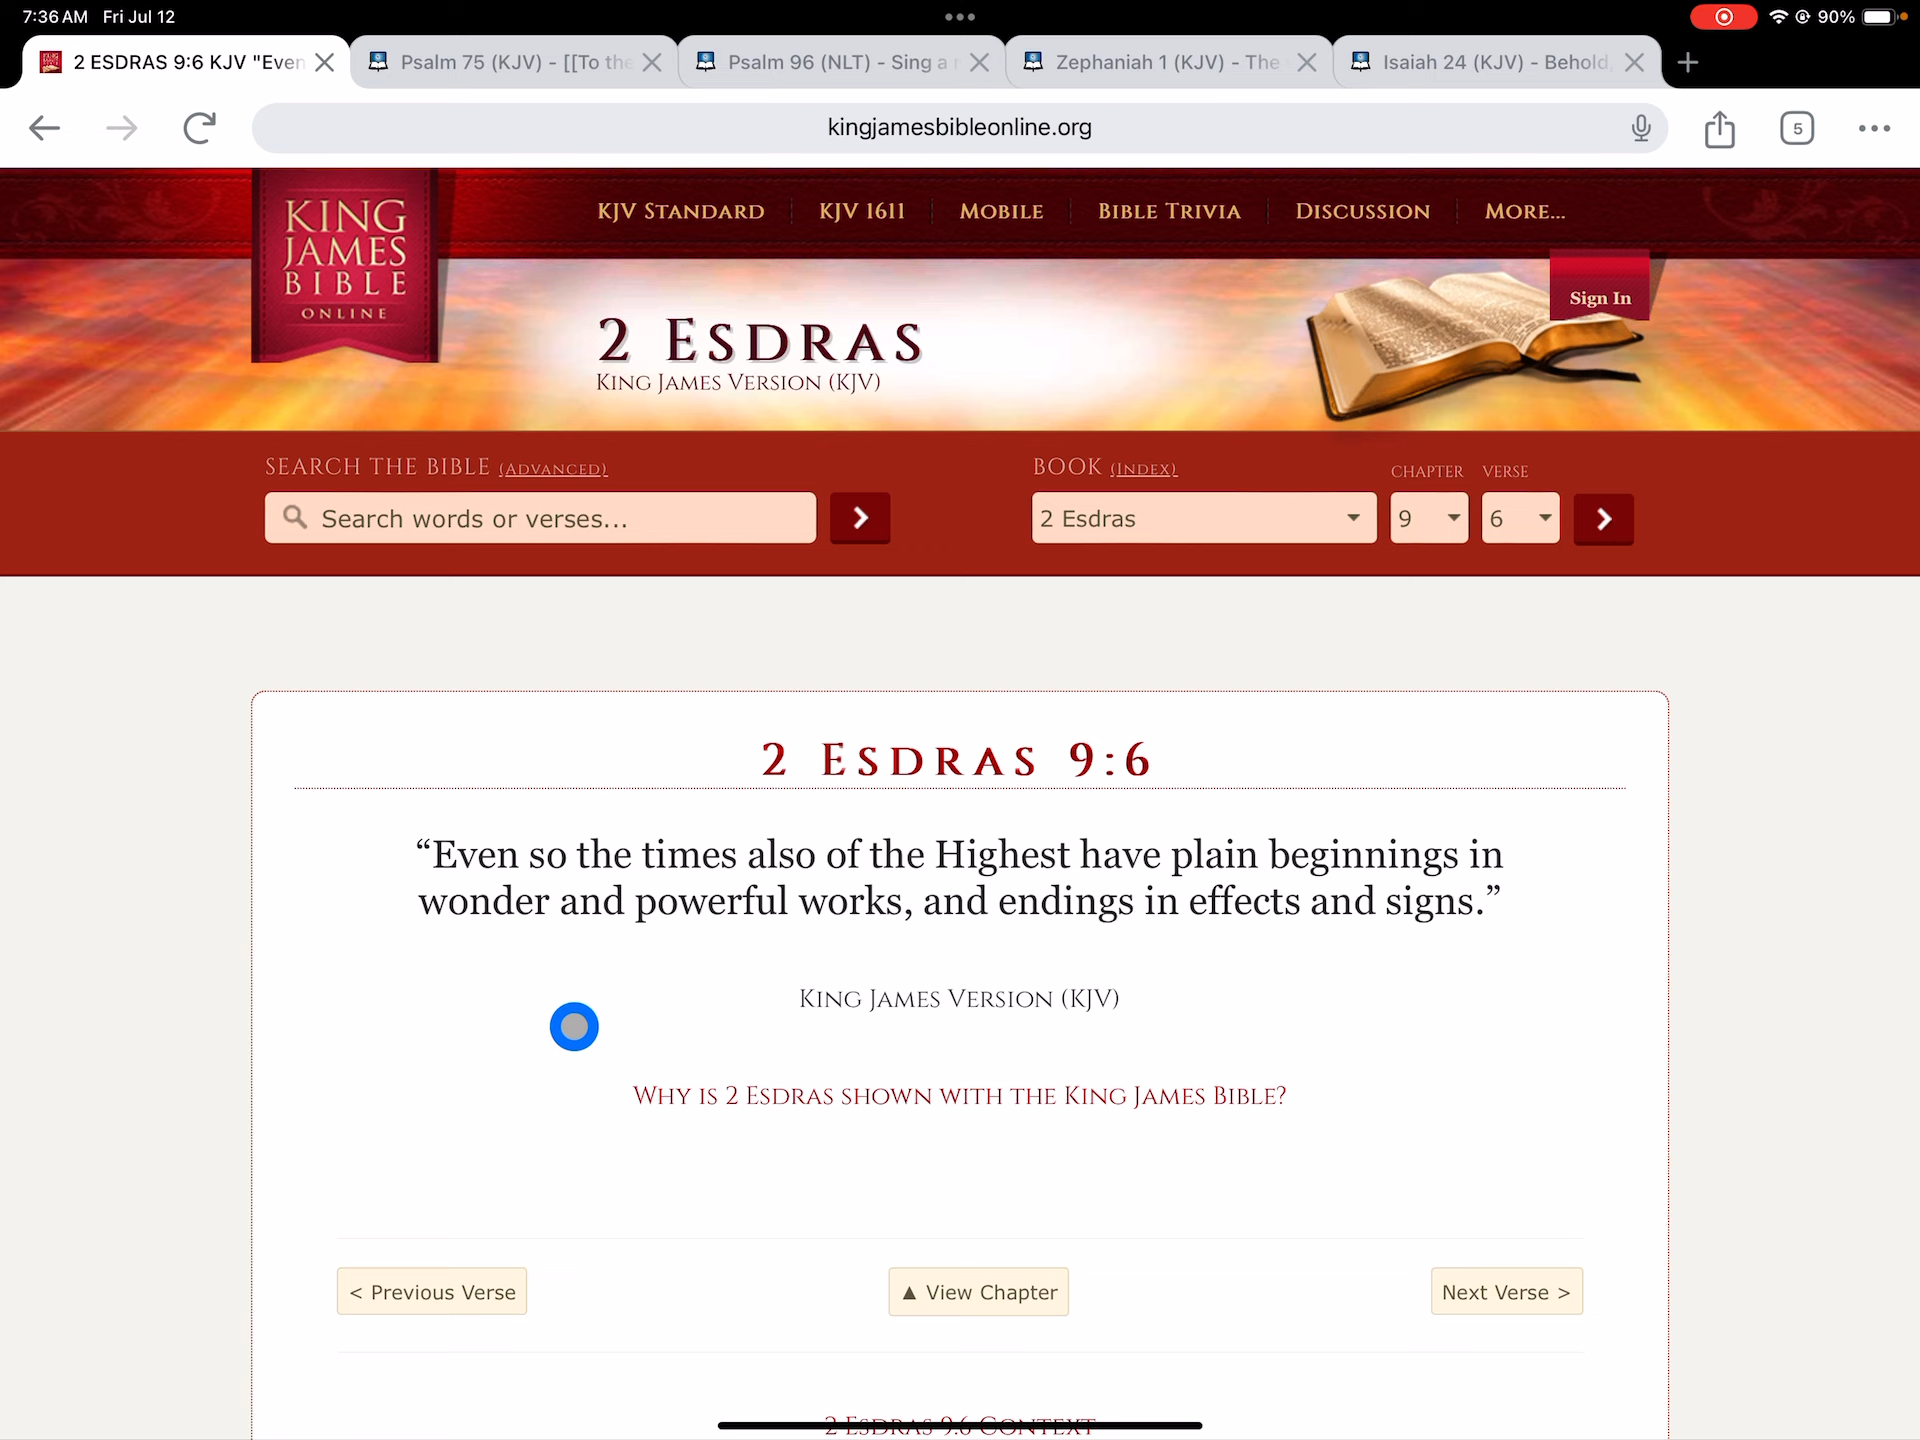 7:36 AM Fri Jul 12
90%
2 ESDRAS 9:6 KJV "Even
Psalm 75 (KJV) - [[To the
Psalm 96 (NLT) - Sing a n
Zephaniah 1 (KJV) - The
Isaiah 24 (KJV) - Behold,
kingjamesbibleonline.org
5
KING
JAMES
BIBLE
ONLINE
KJV STANDARD
KJV 1611
MOBILE
BIBLE TRIVIA
DISCUSSION
MORE...
Sign In
2 ESDRAS
KING JAMES VERSION (KJV)
SEARCH THE BIBLE (ADVANCED)
BOOK (INDEX)
CHAPTER
VERSE
Search words or verses...
2 Esdras
9
6
2 ESDRAS 9:6
“Even so the times also of the Highest have plain beginnings in
wonder and powerful works, and endings in effects and signs.”
KING JAMES VERSION (KJV)
WHY IS 2 ESDRAS SHOWN WITH THE KING JAMES BIBLE?
< Previous Verse
▲ View Chapter
Next Verse >
2 ESDRAS 9:6 CONTEXT